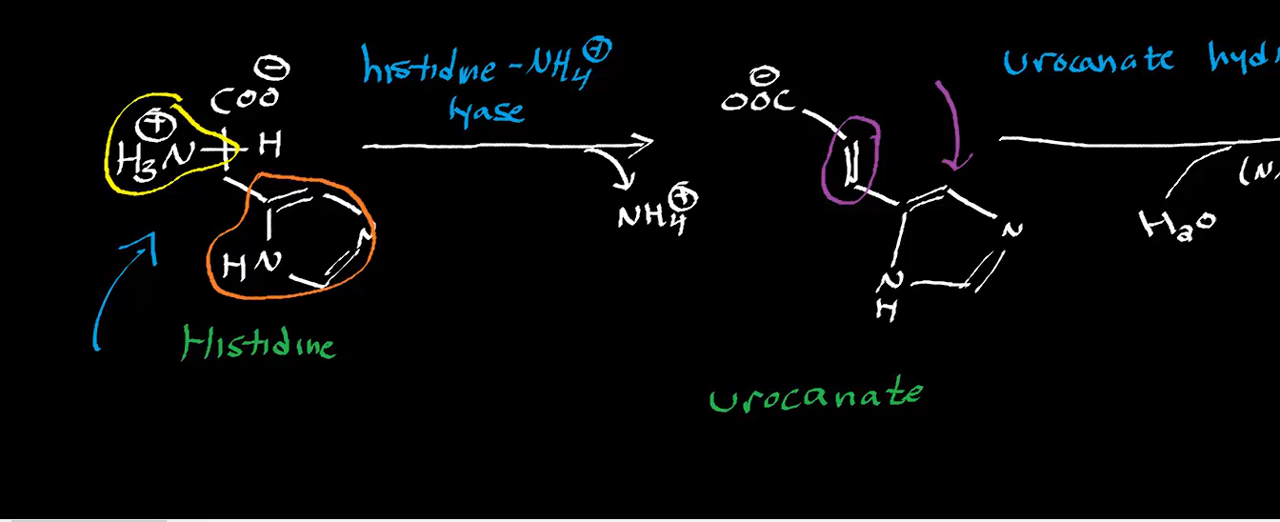 ⊖
COO
⊕
H₃N
H
HN
N
Histidine
histidine-NH₄⊕
lyase
NH₄⊕
⊖
OOC
N
N
H
urocanate
urocanate hyd
H₂O
(N